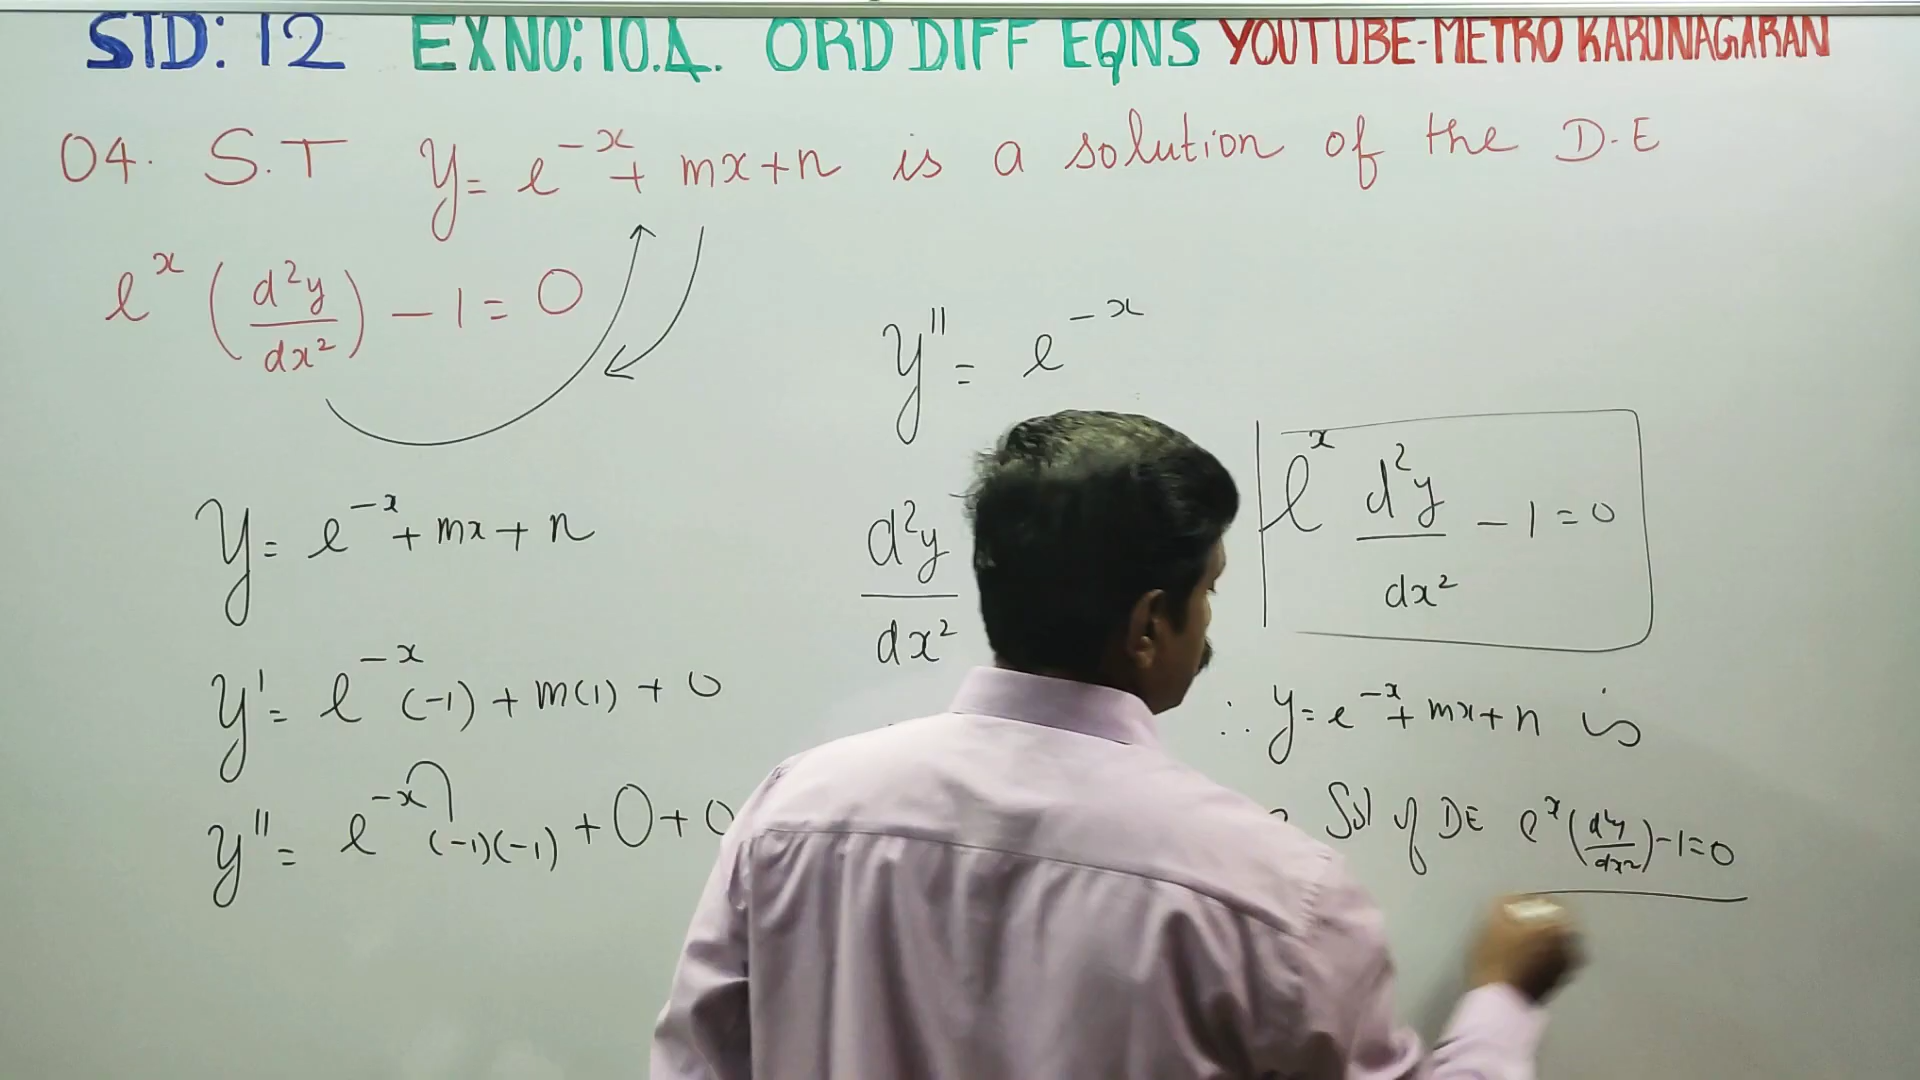 STD: 12 EX NO: 10.4. ORD DIFF EQNS YOUTUBE-METRO KARUNAGARAN
04. S.T y = e^-x + mx+n is a solution of the D.E
e^x (d²y/dx²) - 1 = 0
y = e^-x + mx + n
y' = e^-x (-1) + m(1) + 0
y'' = e^-x (-1)(-1) + 0 + 0
y'' = e^-x
d²y/dx²
e^x d²y/dx² - 1 = 0
∴ y = e^-x + mx + n is
Sol of DE e^x (d²y/dx²) - 1 = 0